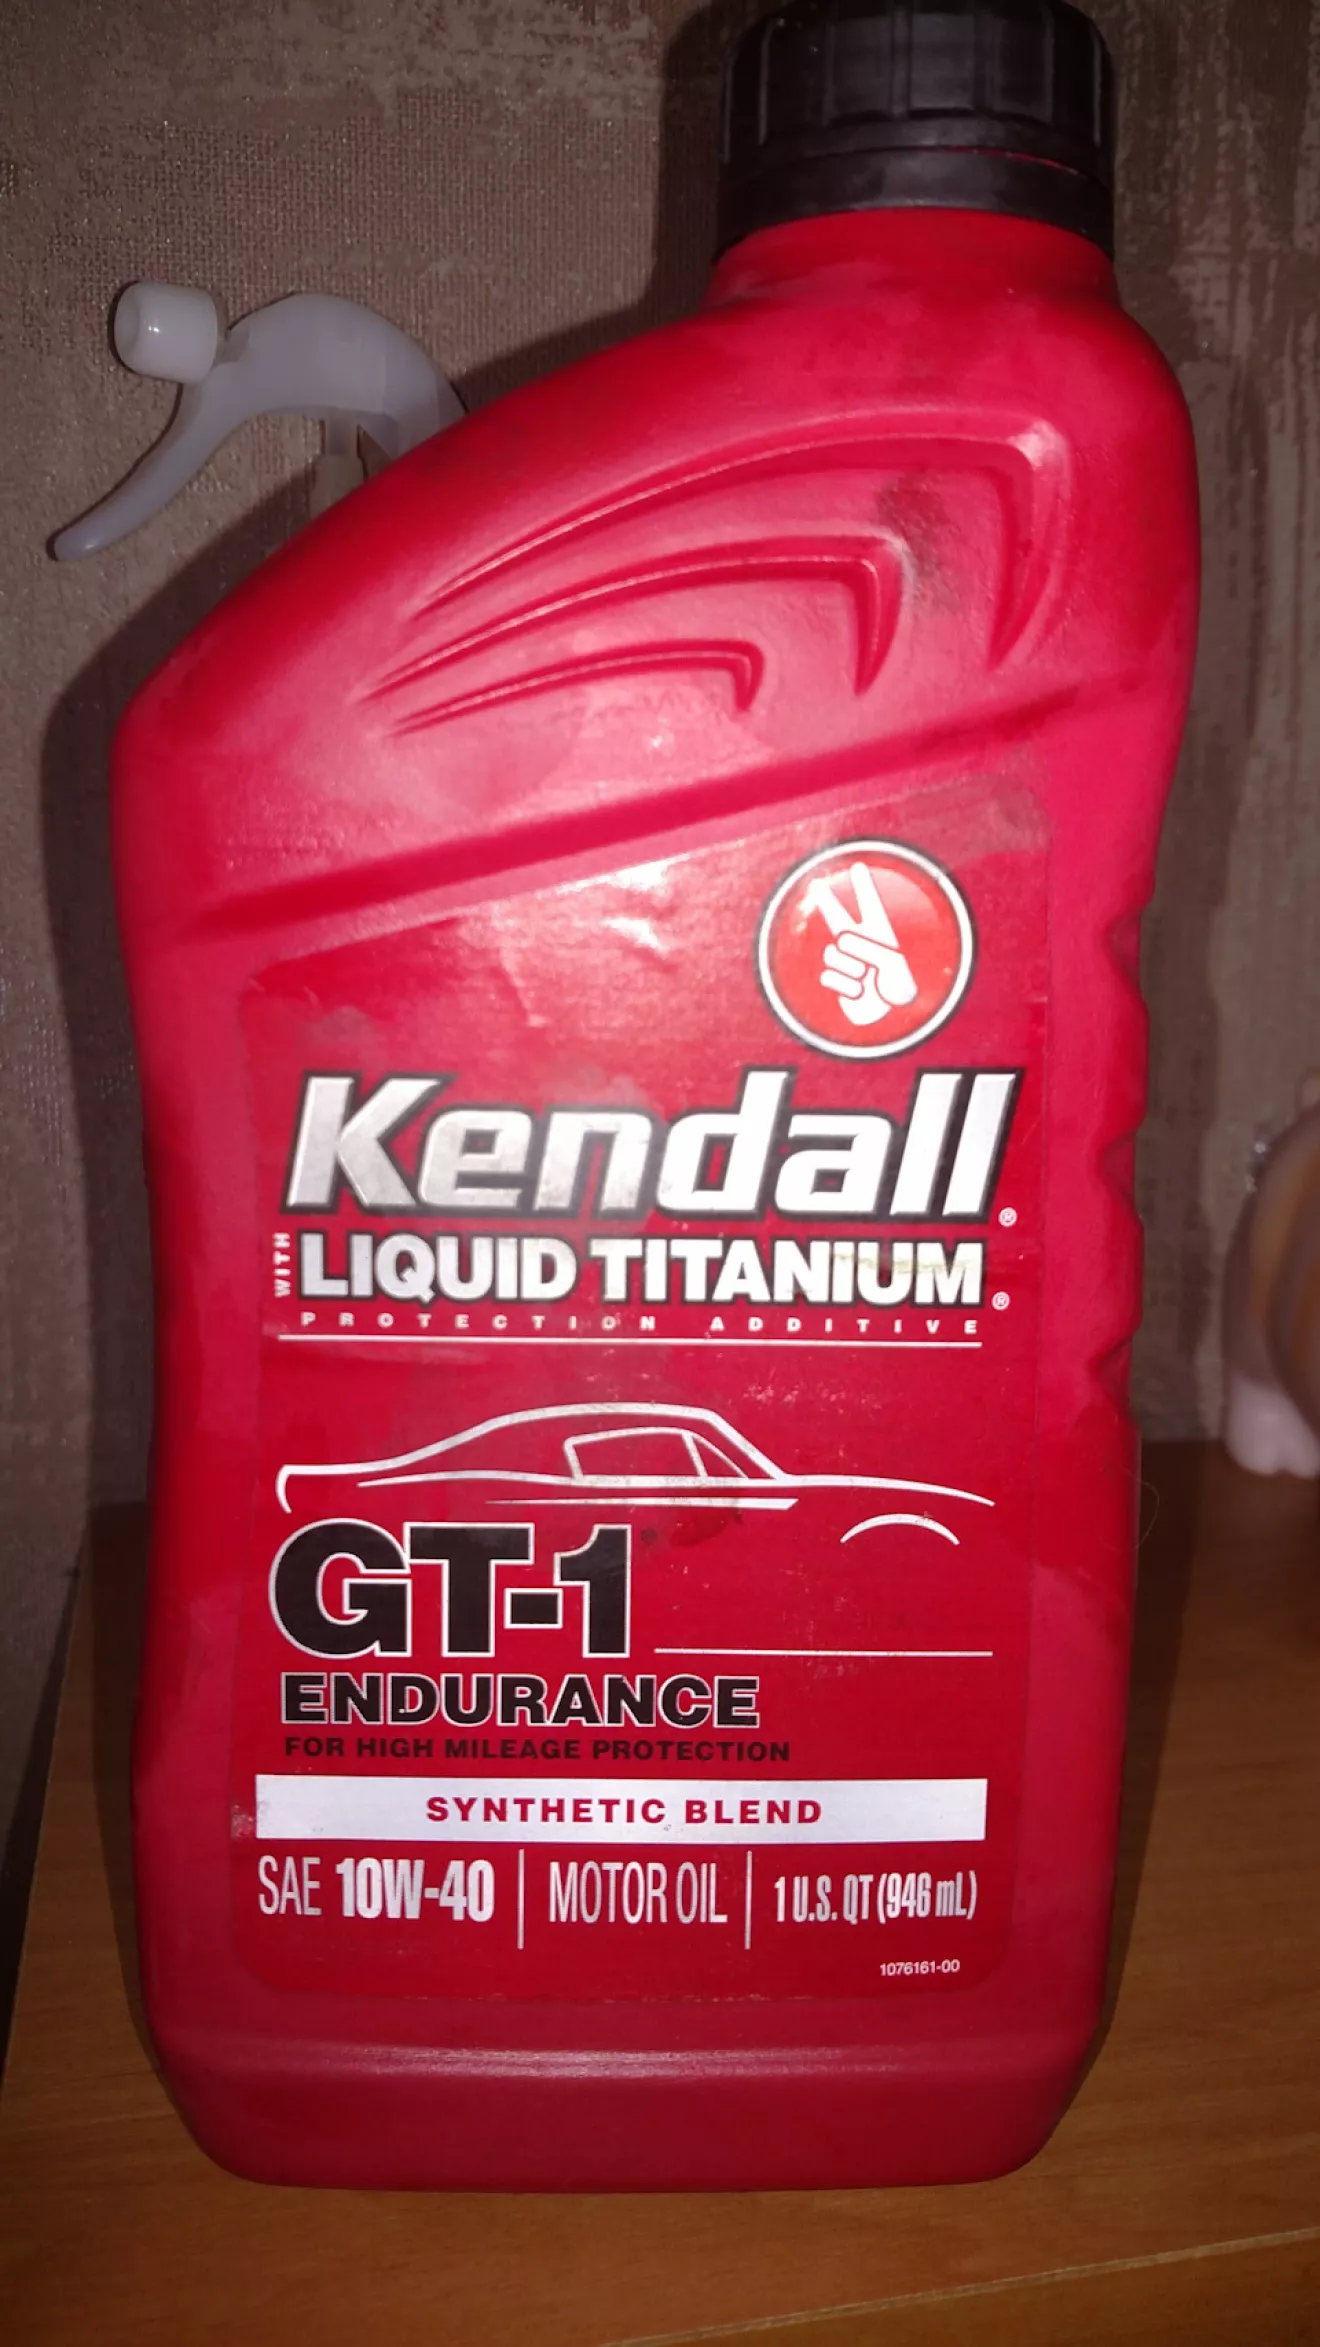 Kendall®
WITH LIQUID TITANIUM®
PROTECTION ADDITIVE
GT-1®
ENDURANCE
FOR HIGH MILEAGE PROTECTION
SYNTHETIC BLEND
SAE 10W-40 | MOTOR OIL | 1 U.S. QT (946 mL)
1076161-00